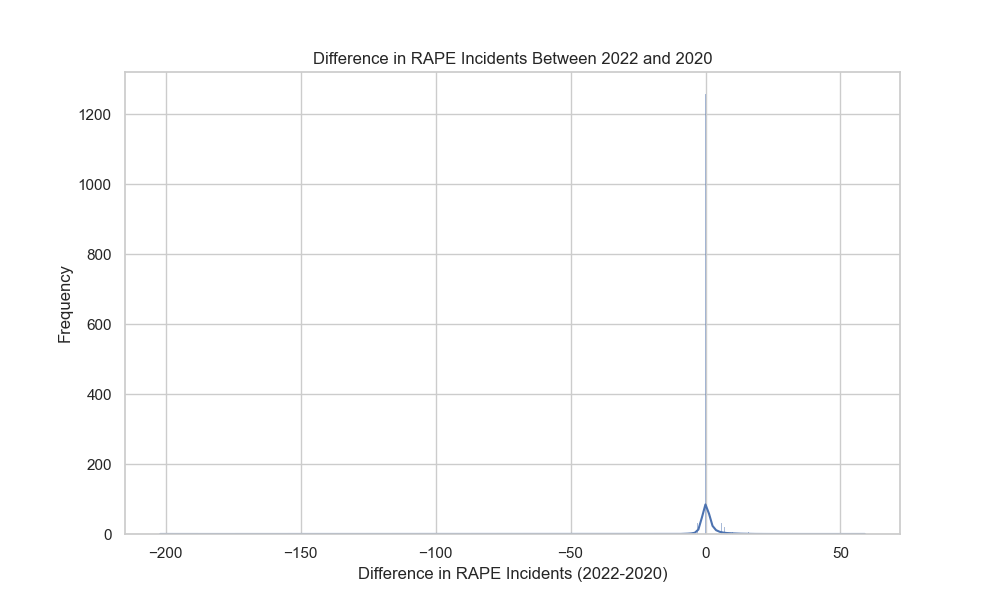 Difference in RAPE Incidents Between 2022 and 2020
1200
1000
800
600
400
200
0
Frequency
−200 −150 −100 −50 0 50
Difference in RAPE Incidents (2022-2020)